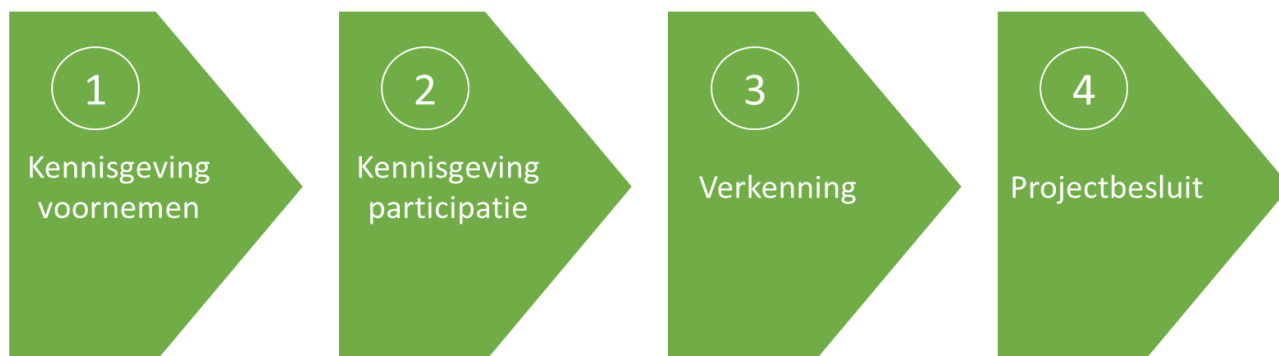 1
Kennisgeving
voornemen
2
Kennisgeving
participatie
3
Verkenning
4
Projectbesluit